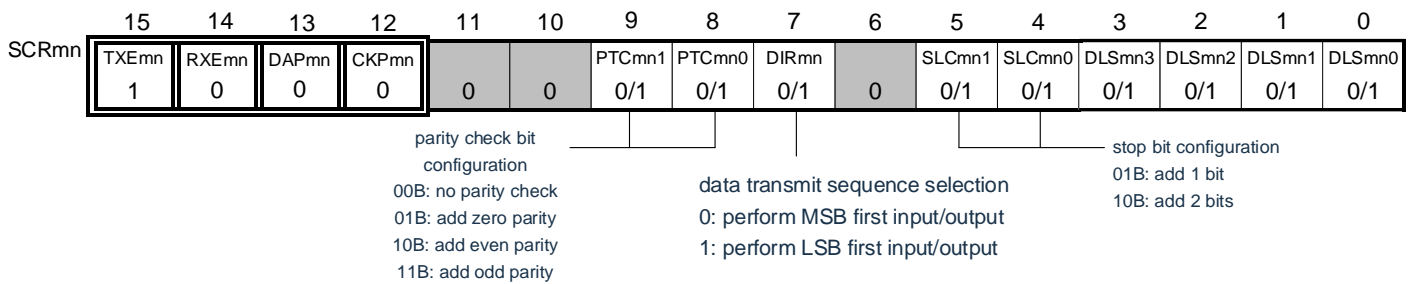 15 14 13 12 11 10 9 8 7 6 5 4 3 2 1 0
SCRmn TXEmn RXEmn DAPmn CKPmn PTCmn1 PTCmn0 DIRmn SLCmn1 SLCmn0 DLSmn3 DLSmn2 DLSmn1 DLSmn0
1 0 0 0 0 0 0/1 0/1 0/1 0 0/1 0/1 0/1 0/1 0/1 0/1
parity check bit
configuration
00B: no parity check
01B: add zero parity
10B: add even parity
11B: add odd parity
data transmit sequence selection
0: perform MSB first input/output
1: perform LSB first input/output
stop bit configuration
01B: add 1 bit
10B: add 2 bits